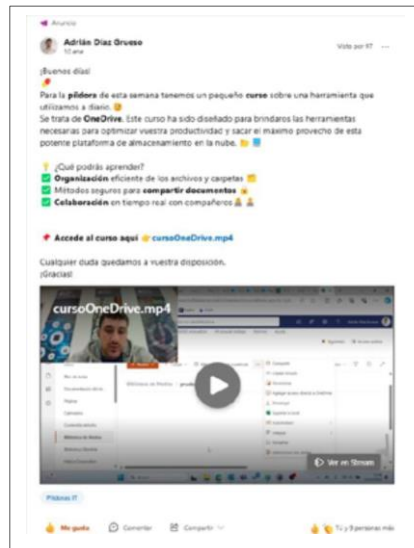 Anuncio
Adrián Díaz Grueso
10 ene
Visto por 97
¡Buenos días!
Para la píldora de esta semana tenemos un pequeño curso sobre una herramienta que
utilizamos a diario.
Se trata de OneDrive. Este curso ha sido diseñado para brindaros las herramientas
necesarias para optimizar vuestra productividad y sacar el máximo provecho de esta
potente plataforma de almacenamiento en la nube.
¿Qué podrás aprender?
Organización eficiente de los archivos y carpetas
Métodos seguros para compartir documentos
Colaboración en tiempo real con compañeros
Accede al curso aquí cursoOneDrive.mp4
Cualquier duda quedamos a vuestra disposición.
¡Gracias!
cursoOneDrive.mp4
Ver en Stream
Píldoras IT
Me gusta Comentar Compartir Tú y 9 personas más